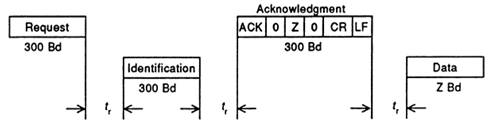 Acknowledgment
Request
ACK 0 Z 0 CR LF
300 Bd
300 Bd
Identification
Data
300 Bd
Z Bd
tr tr tr